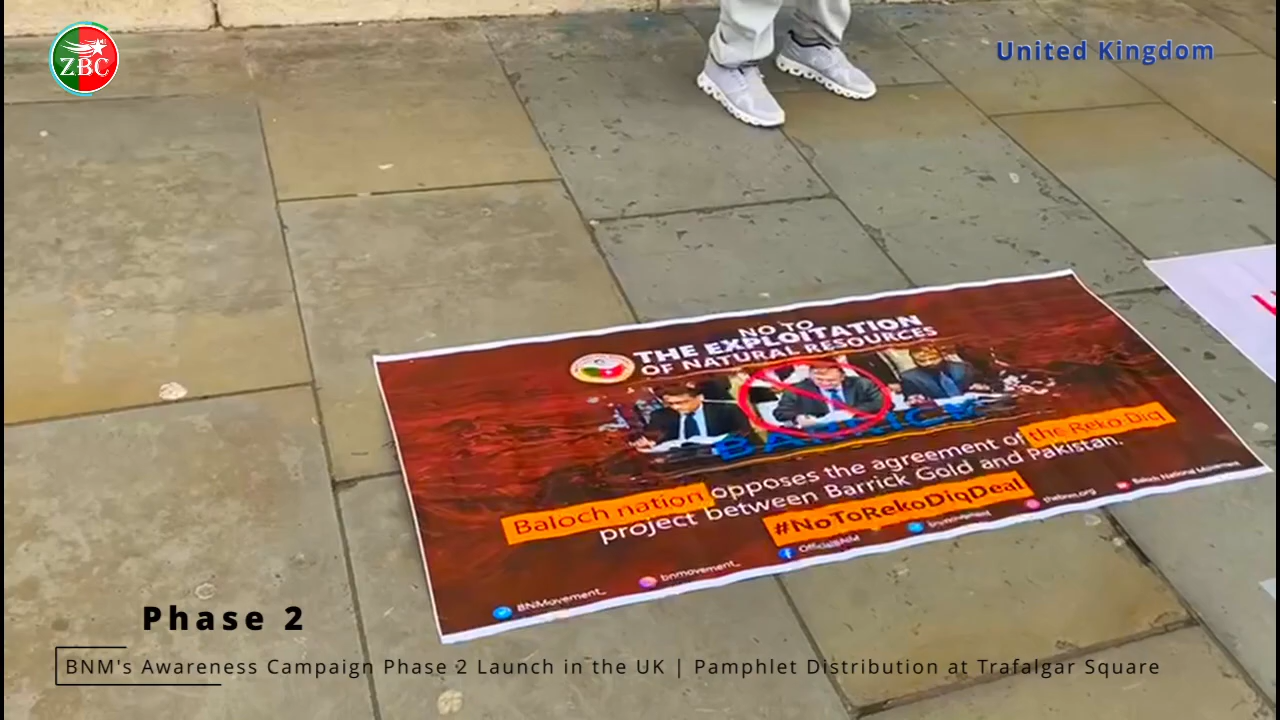 ZBC
United Kingdom
NO TO
THE EXPLOITATION
OF NATURAL RESOURCES
BARRICK
Baloch nation opposes the agreement of the Reko Diq
project between Barrick Gold and Pakistan.
#NoToRekoDiqDeal
BNMovement_
bnmovement_
OfficialBNM
bnmovement
thebnm.org
Baloch National Movement
Phase 2
BNM's Awareness Campaign Phase 2 Launch in the UK | Pamphlet Distribution at Trafalgar Square